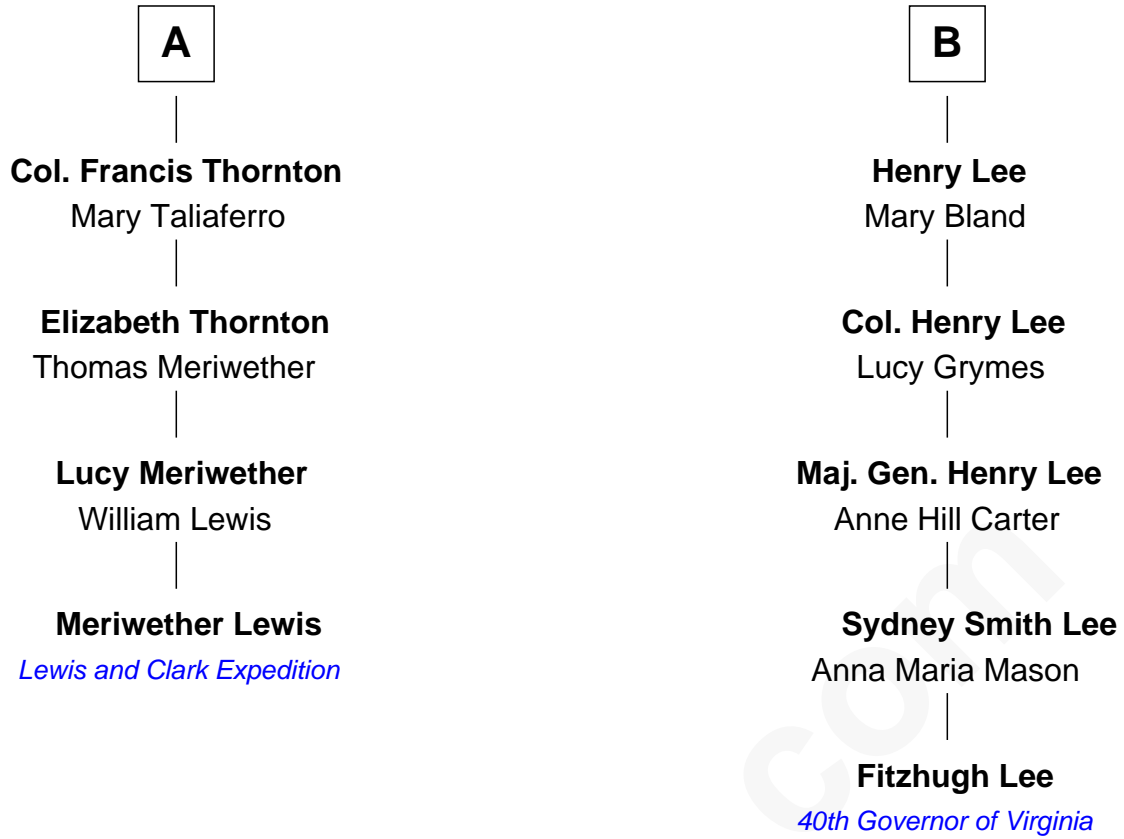 A
Col. Francis Thornton
Mary Taliaferro
Elizabeth Thornton
Thomas Meriwether
Lucy Meriwether
William Lewis
Meriwether Lewis
Lewis and Clark Expedition
B
Henry Lee
Mary Bland
Col. Henry Lee
Lucy Grymes
Maj. Gen. Henry Lee
Anne Hill Carter
Sydney Smith Lee
Anna Maria Mason
Fitzhugh Lee
40th Governor of Virginia
com